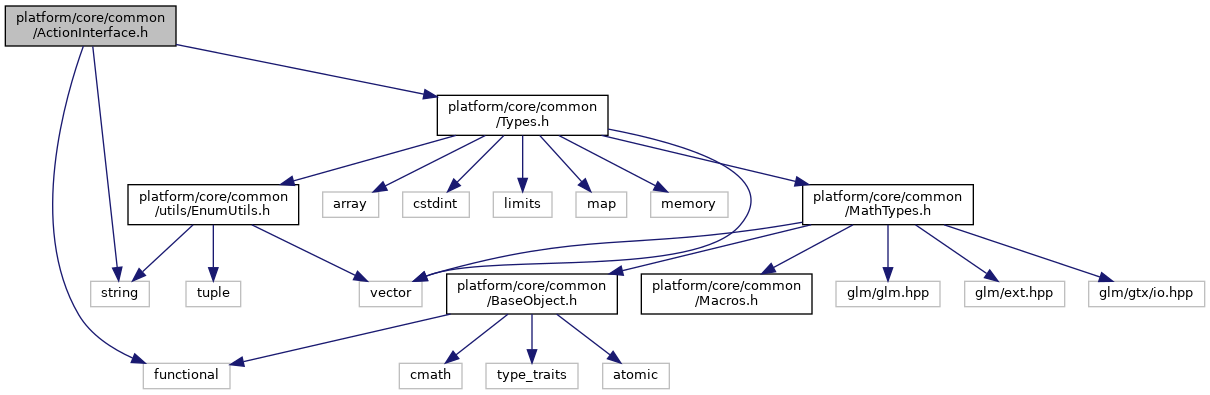 platform/core/common
/ActionInterface.h
platform/core/common
/Types.h
platform/core/common
/utils/EnumUtils.h
array
cstdint
limits
map
memory
platform/core/common
/MathTypes.h
string
tuple
vector
platform/core/common
/BaseObject.h
platform/core/common
/Macros.h
glm/glm.hpp
glm/ext.hpp
glm/gtx/io.hpp
functional
cmath
type_traits
atomic